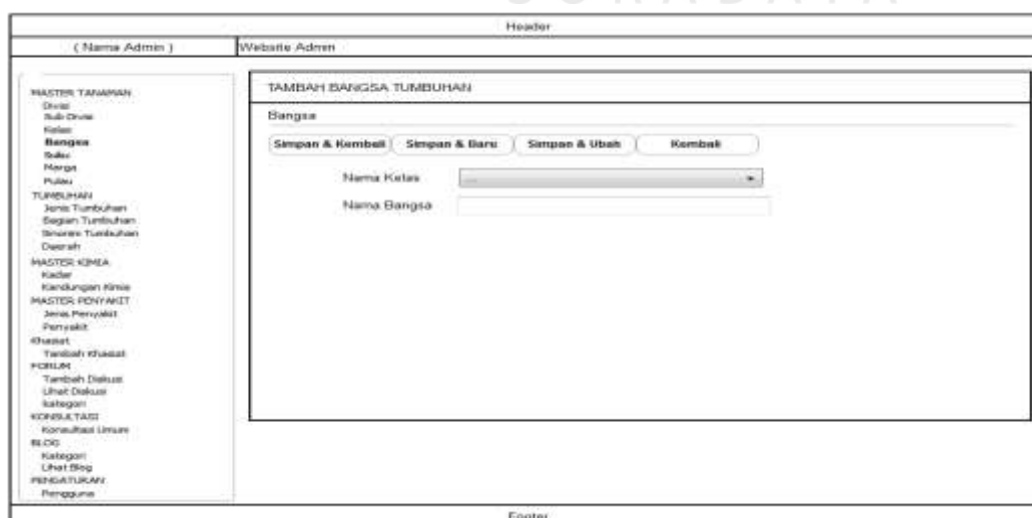 SURABAYA
Header
( Nama Admin )
Website Admin
MASTER TANAMAN
Divisi
Sub Divisi
Kelas
Bangsa
Suku
Marga
Pulau
TUMBUHAN
Jenis Tumbuhan
Bagian Tumbuhan
Sinonim Tumbuhan
Daerah
MASTER KIMIA
Kadar
Kandungan Kimia
MASTER PENYAKIT
Jenis Penyakit
Penyakit
Khasiat
Tambah Khasiat
FORUM
Tambah Diskusi
Lihat Diskusi
kategori
KONSULTASI
Konsultasi Umum
BLOG
Kategori
Lihat Blog
PENGATURAN
Pengguna
TAMBAH BANGSA TUMBUHAN
Bangsa
Simpan & Kembali Simpan & Baru Simpan & Ubah Kembali
Nama Kelas ...
Nama Bangsa
Footer